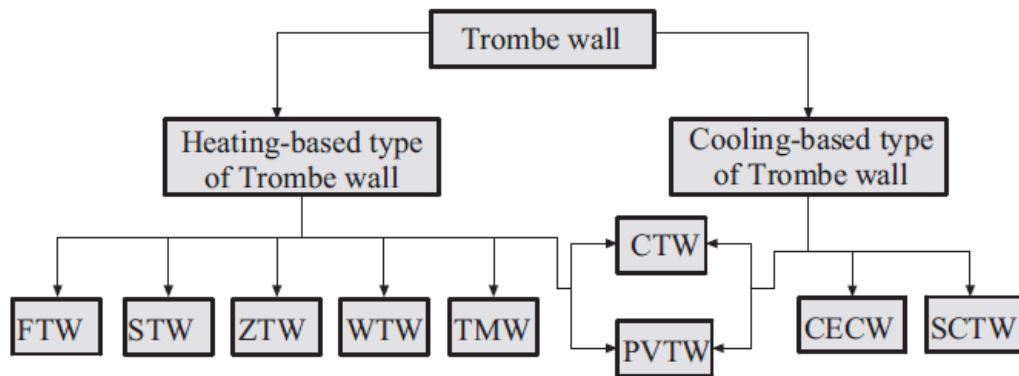 Trombe wall
Heating-based type
of Trombe wall
Cooling-based type
of Trombe wall
CTW
FTW
STW
ZTW
WTW
TMW
PVTW
CECW
SCTW